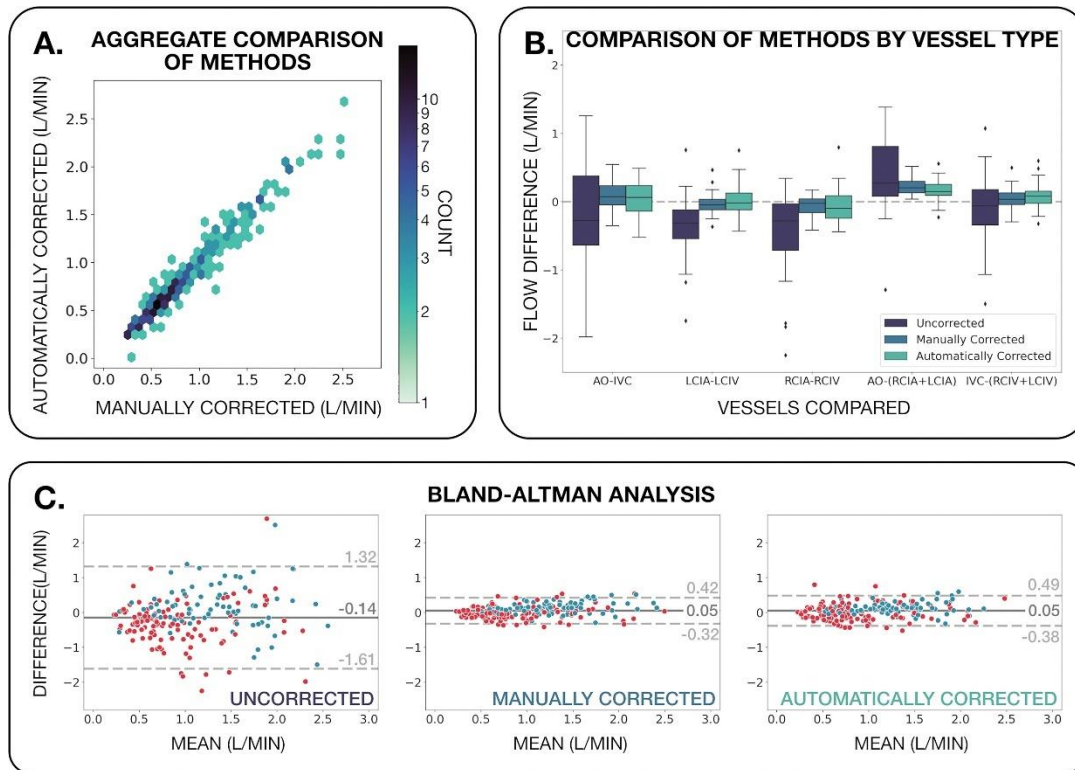 A.
AGGREGATE COMPARISON
OF METHODS
AUTOMATICALLY CORRECTED (L/MIN)
2.5
2.0
1.5
1.0
0.5
0.0
0.0 0.5 1.0 1.5 2.0 2.5
MANUALLY CORRECTED (L/MIN)
10
9
8
7
6
5
4
3
2
1
COUNT
B.
COMPARISON OF METHODS BY VESSEL TYPE
FLOW DIFFERENCE (L/MIN)
2
1
0
−1
−2
Uncorrected
Manually Corrected
Automatically Corrected
AO-IVC LCIA-LCIV RCIA-RCIV AO-(RCIA+LCIA) IVC-(RCIV+LCIV)
VESSELS COMPARED
C.
BLAND-ALTMAN ANALYSIS
DIFFERENCE(L/MIN)
2
1
0
−1
−2
1.32
-0.14
-1.61
UNCORRECTED
0.0 0.5 1.0 1.5 2.0 2.5 3.0
MEAN (L/MIN)
2
1
0
−1
−2
0.42
0.05
-0.32
MANUALLY CORRECTED
0.0 0.5 1.0 1.5 2.0 2.5 3.0
MEAN (L/MIN)
2
1
0
−1
−2
0.49
0.05
-0.38
AUTOMATICALLY CORRECTED
0.0 0.5 1.0 1.5 2.0 2.5 3.0
MEAN (L/MIN)